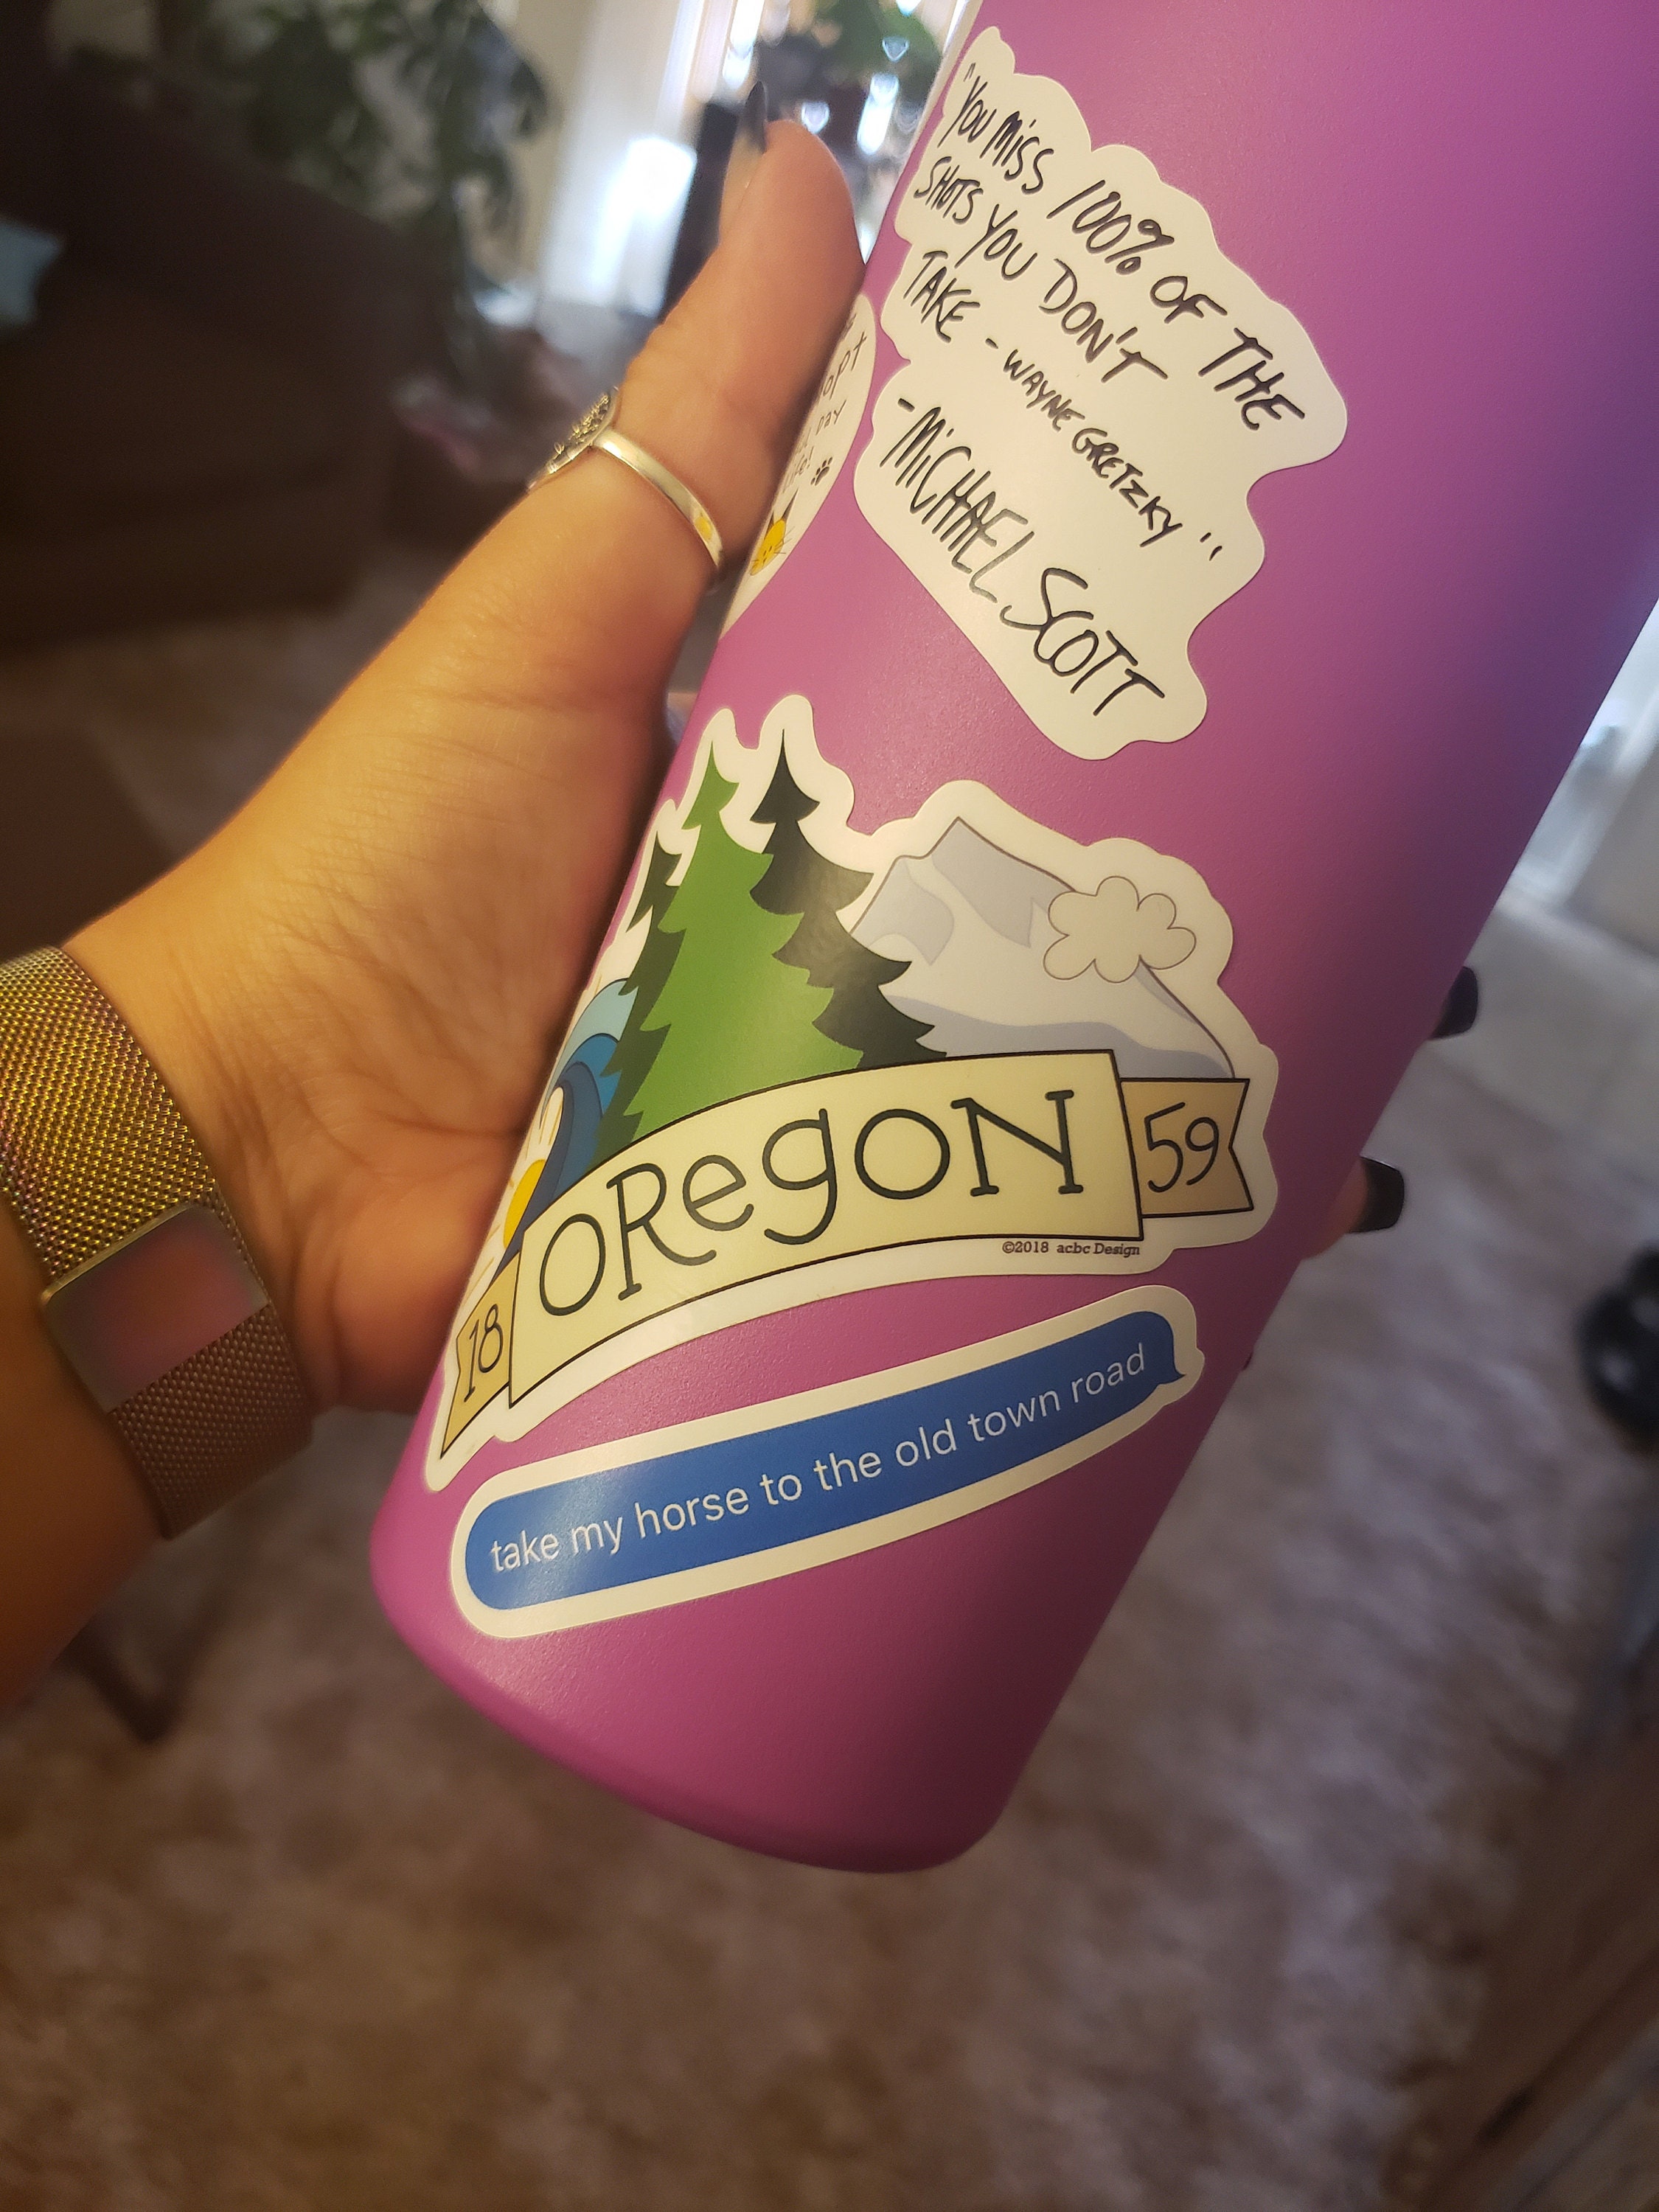 "YOU MISS 100% OF THE
SHOTS YOU DON'T
TAKE - WAYNE GRETZKY"
- MICHAEL SCOTT
DAY
18 OREGON 59
©2018 acbc Design
take my horse to the old town road